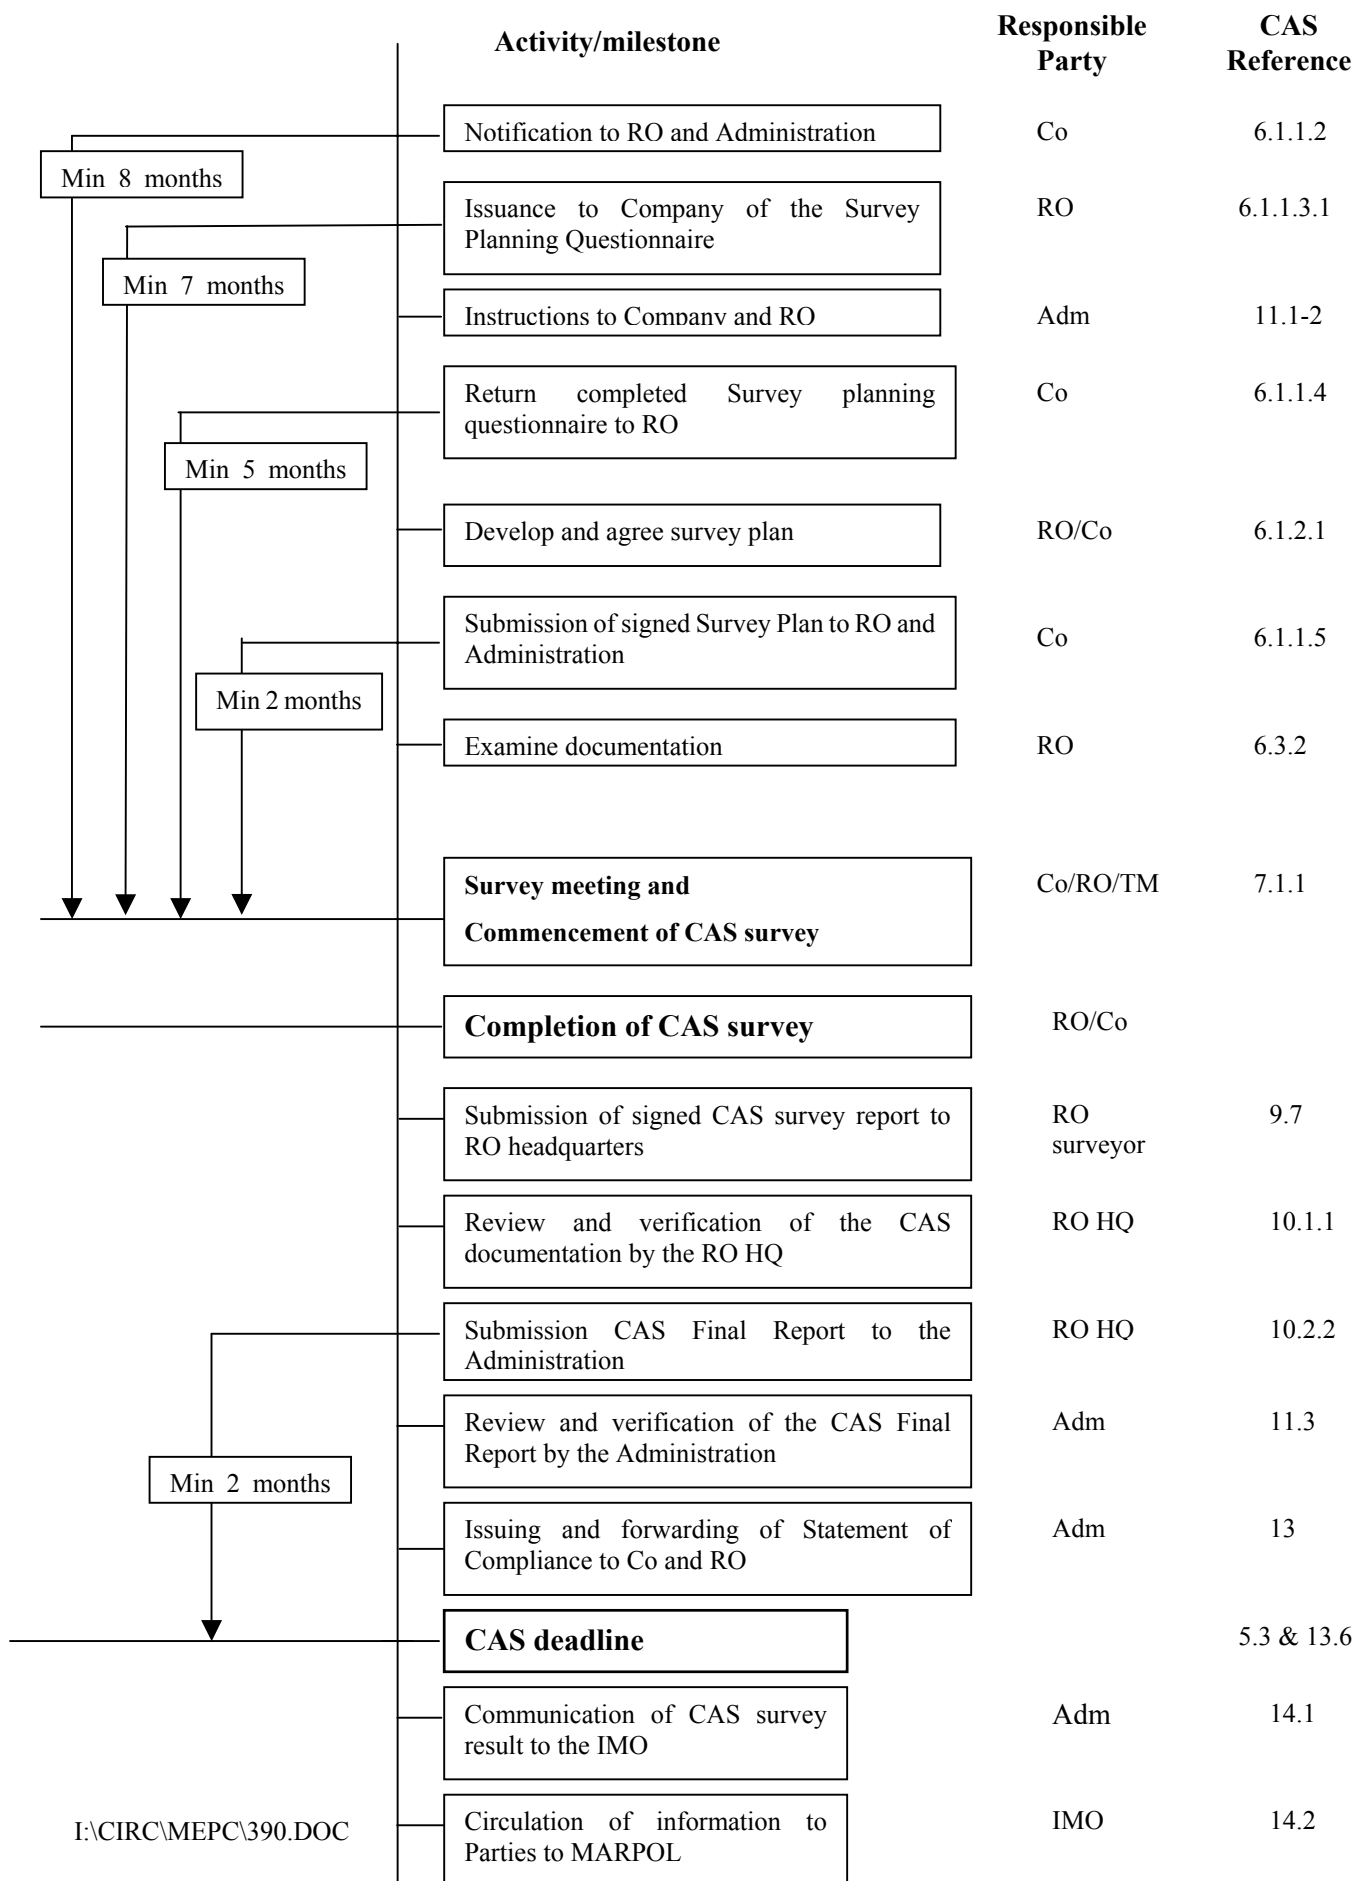 Activity/milestone
Responsible Party
CAS Reference
Notification to RO and Administration
Co
6.1.1.2
Min 8 months
Issuance to Company of the Survey
Planning Questionnaire
RO
6.1.1.3.1
Min 7 months
Instructions to Company and RO
Adm
11.1-2
Return completed Survey planning
questionnaire to RO
Co
6.1.1.4
Min 5 months
Develop and agree survey plan
RO/Co
6.1.2.1
Submission of signed Survey Plan to RO and
Administration
Co
6.1.1.5
Min 2 months
Examine documentation
RO
6.3.2
Survey meeting and
Commencement of CAS survey
Co/RO/TM
7.1.1
Completion of CAS survey
RO/Co
Submission of signed CAS survey report to
RO headquarters
RO
surveyor
9.7
Review and verification of the CAS
documentation by the RO HQ
RO HQ
10.1.1
Submission CAS Final Report to the
Administration
RO HQ
10.2.2
Review and verification of the CAS Final
Report by the Administration
Adm
11.3
Min 2 months
Issuing and forwarding of Statement of
Compliance to Co and RO
Adm
13
CAS deadline
5.3 & 13.6
Communication of CAS survey
result to the IMO
Adm
14.1
I:\CIRC\MEPC\390.DOC
Circulation of information to
Parties to MARPOL
IMO
14.2